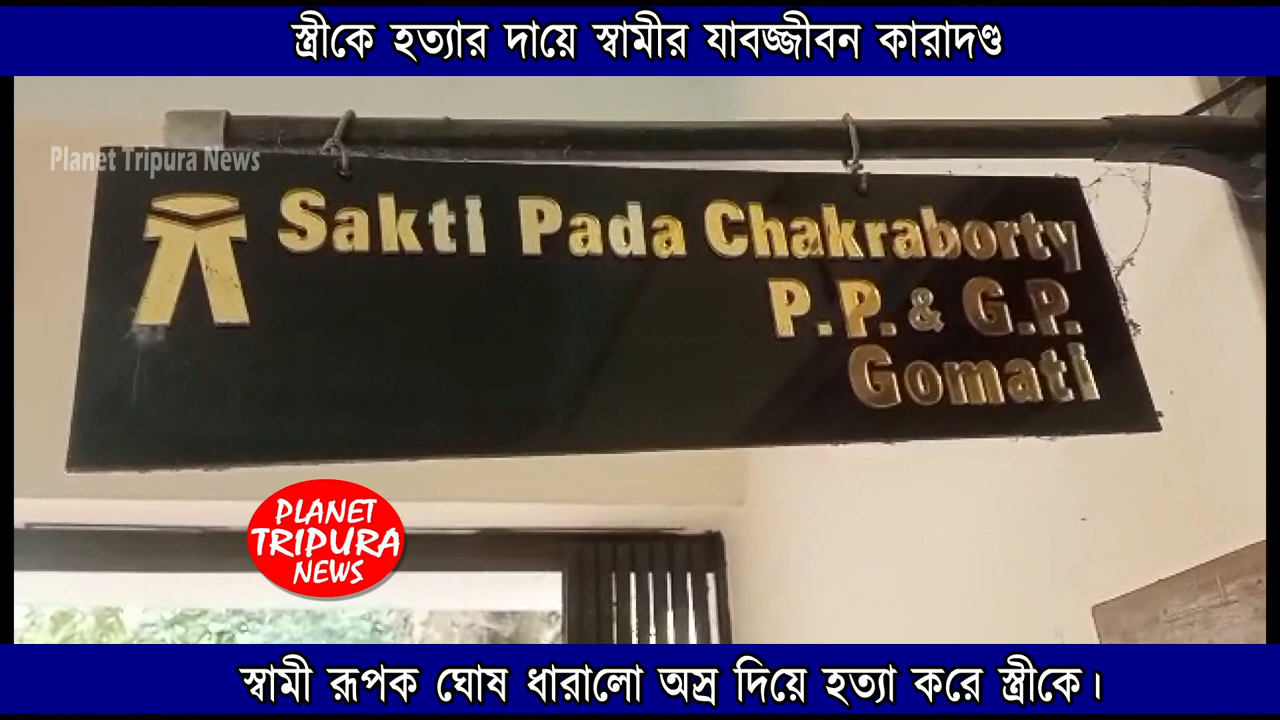 স্ত্রীকে হত্যার দায়ে স্বামীর যাবজ্জীবন কারাদণ্ড
Planet Tripura News
Sakti Pada Chakraborty
P.P. & G.P.
Gomati
PLANET
TRIPURA
NEWS
স্বামী রূপক ঘোষ ধারালো অস্র দিয়ে হত্যা করে স্ত্রীকে।